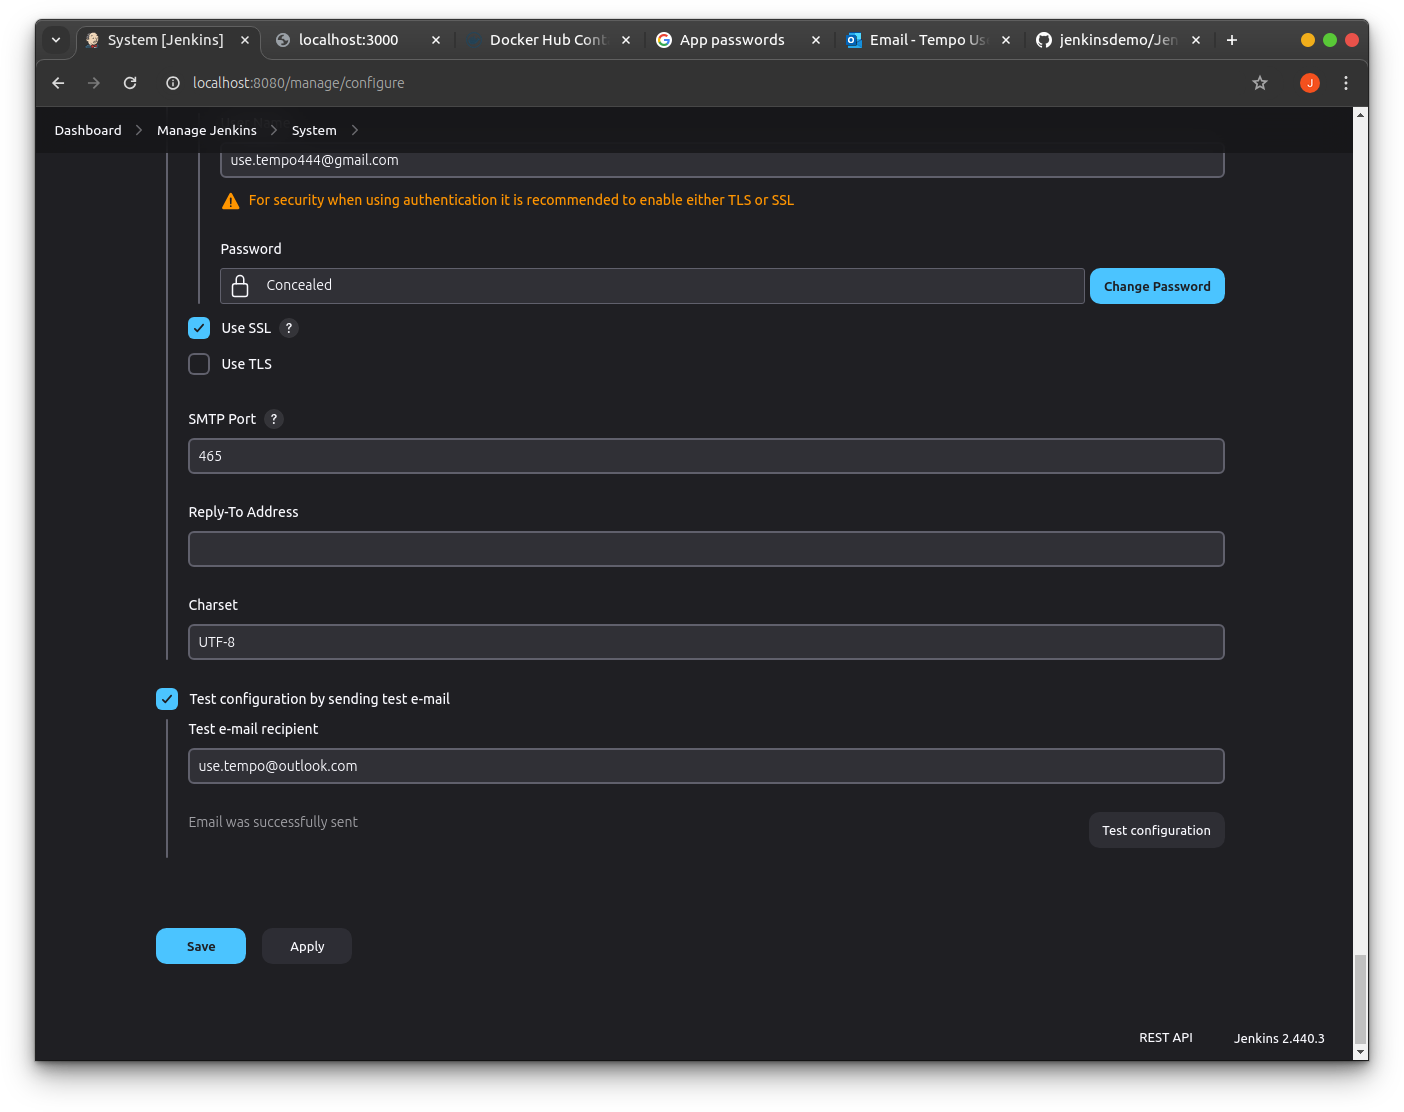 System [Jenkins]
localhost:3000
Docker Hub Cont
App passwords
Email - Tempo Us
jenkinsdemo/Jen
localhost:8080/manage/configure
J
Dashboard
Manage Jenkins
System
use.tempo444@gmail.com
For security when using authentication it is recommended to enable either TLS or SSL
Password
Concealed
Change Password
Use SSL ?
Use TLS
SMTP Port ?
465
Reply-To Address
Charset
UTF-8
Test configuration by sending test e-mail
Test e-mail recipient
use.tempo@outlook.com
Email was successfully sent
Test configuration
Save
Apply
REST API
Jenkins 2.440.3